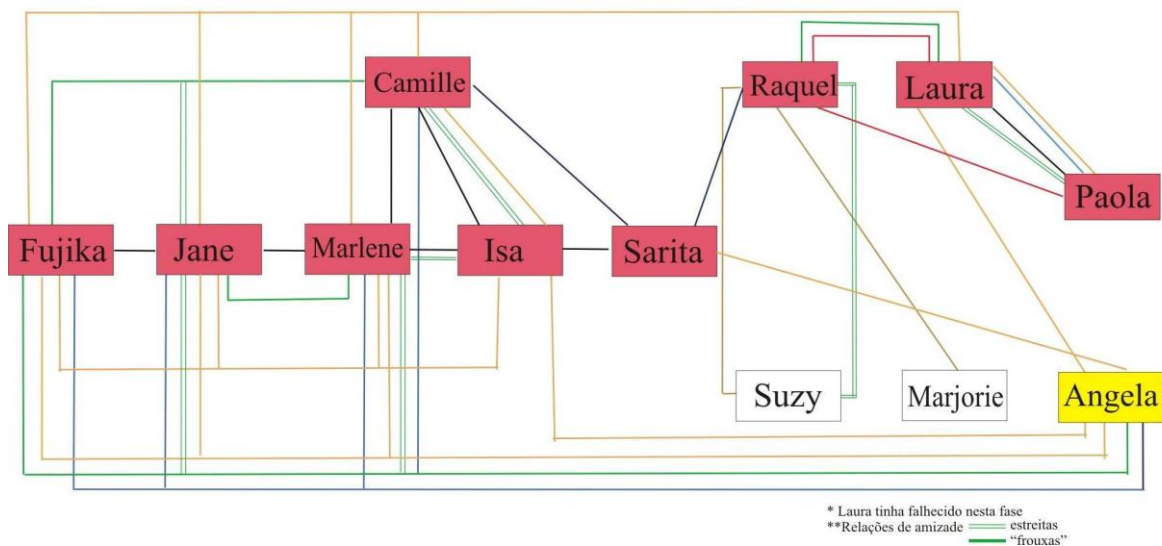 Camille
Raquel
Laura
Paola
Fujika
Jane
Marlene
Isa
Sarita
Suzy
Marjorie
Angela
* Laura tinha falhecido nesta fase
**Relações de amizade
estreitas
“frouxas”